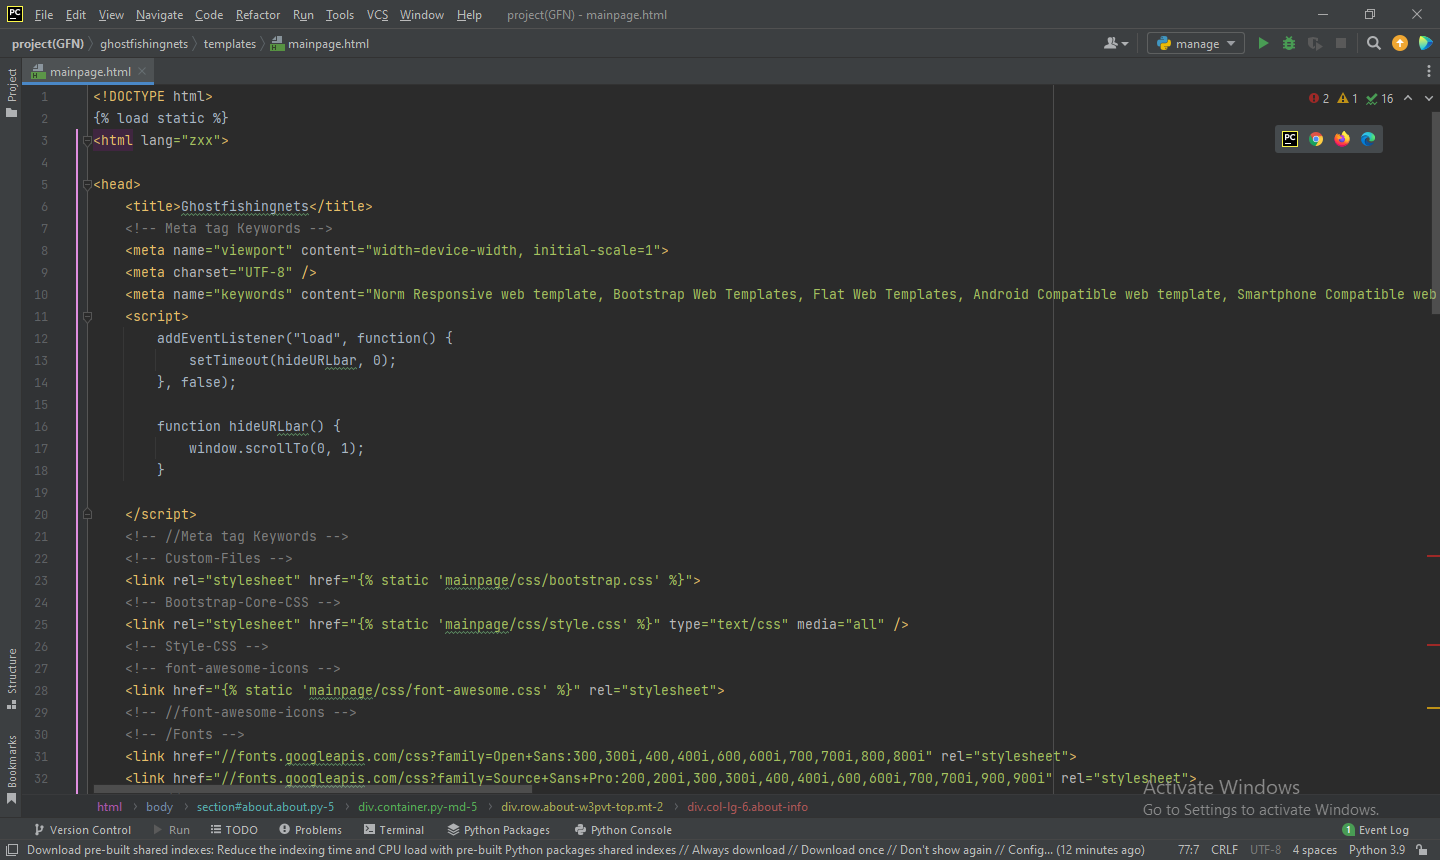 PC File Edit View Navigate Code Refactor Run Tools VCS Window Help project(GFN) - mainpage.html
project(GFN) ghostfishingnets templates mainpage.html manage
mainpage.html
Project
Structure
Bookmarks
2 1 16
1 <!DOCTYPE html>
2 {% load static %}
3 <html lang="zxx">
4
5 <head>
6 <title>Ghostfishingnets</title>
7 <!-- Meta tag Keywords -->
8 <meta name="viewport" content="width=device-width, initial-scale=1">
9 <meta charset="UTF-8" />
10 <meta name="keywords" content="Norm Responsive web template, Bootstrap Web Templates, Flat Web Templates, Android Compatible web template, Smartphone Compatible web
11 <script>
12 addEventListener("load", function() {
13 setTimeout(hideURLbar, 0);
14 }, false);
15
16 function hideURLbar() {
17 window.scrollTo(0, 1);
18 }
19
20 </script>
21 <!-- //Meta tag Keywords -->
22 <!-- Custom-Files -->
23 <link rel="stylesheet" href="{% static 'mainpage/css/bootstrap.css' %}">
24 <!-- Bootstrap-Core-CSS -->
25 <link rel="stylesheet" href="{% static 'mainpage/css/style.css' %}" type="text/css" media="all" />
26 <!-- Style-CSS -->
27 <!-- font-awesome-icons -->
28 <link href="{% static 'mainpage/css/font-awesome.css' %}" rel="stylesheet">
29 <!-- //font-awesome-icons -->
30 <!-- /Fonts -->
31 <link href="//fonts.googleapis.com/css?family=Open+Sans:300,300i,400,400i,600,600i,700,700i,800,800i" rel="stylesheet">
32 <link href="//fonts.googleapis.com/css?family=Source+Sans+Pro:200,200i,300,300i,400,400i,600,600i,700,700i,900,900i" rel="stylesheet">
Activate Windows
Go to Settings to activate Windows.
html body section#about.about.py-5 div.container.py-md-5 div.row.about-w3pvt-top.mt-2 div.col-lg-6.about-info
Version Control Run TODO Problems Terminal Python Packages Python Console 1 Event Log
Download pre-built shared indexes: Reduce the indexing time and CPU load with pre-built Python packages shared indexes // Always download // Download once // Don't show again // Config... (12 minutes ago) 77:7 CRLF UTF-8 4 spaces Python 3.9